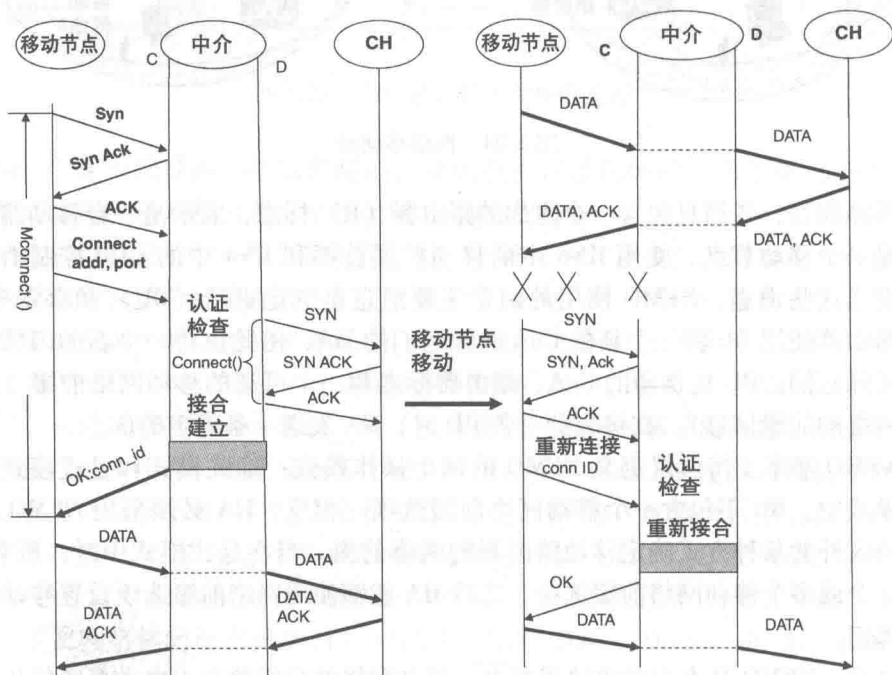 移动节点
C
中介
D
CH
Syn
Syn Ack
ACK
Connect
addr, port
Mconnect ()
认证
检查
SYN
Connect()
SYN ACK
ACK
接合
建立
OK:conn_id
DATA
DATA
DATA
ACK
DATA
ACK
移动节点
移动
移动节点
C
中介
D
CH
DATA
DATA
DATA, ACK
DATA, ACK
SYN
SYN, Ack
ACK
重新连接
conn ID
认证
检查
重新接合
OK
DATA
DATA